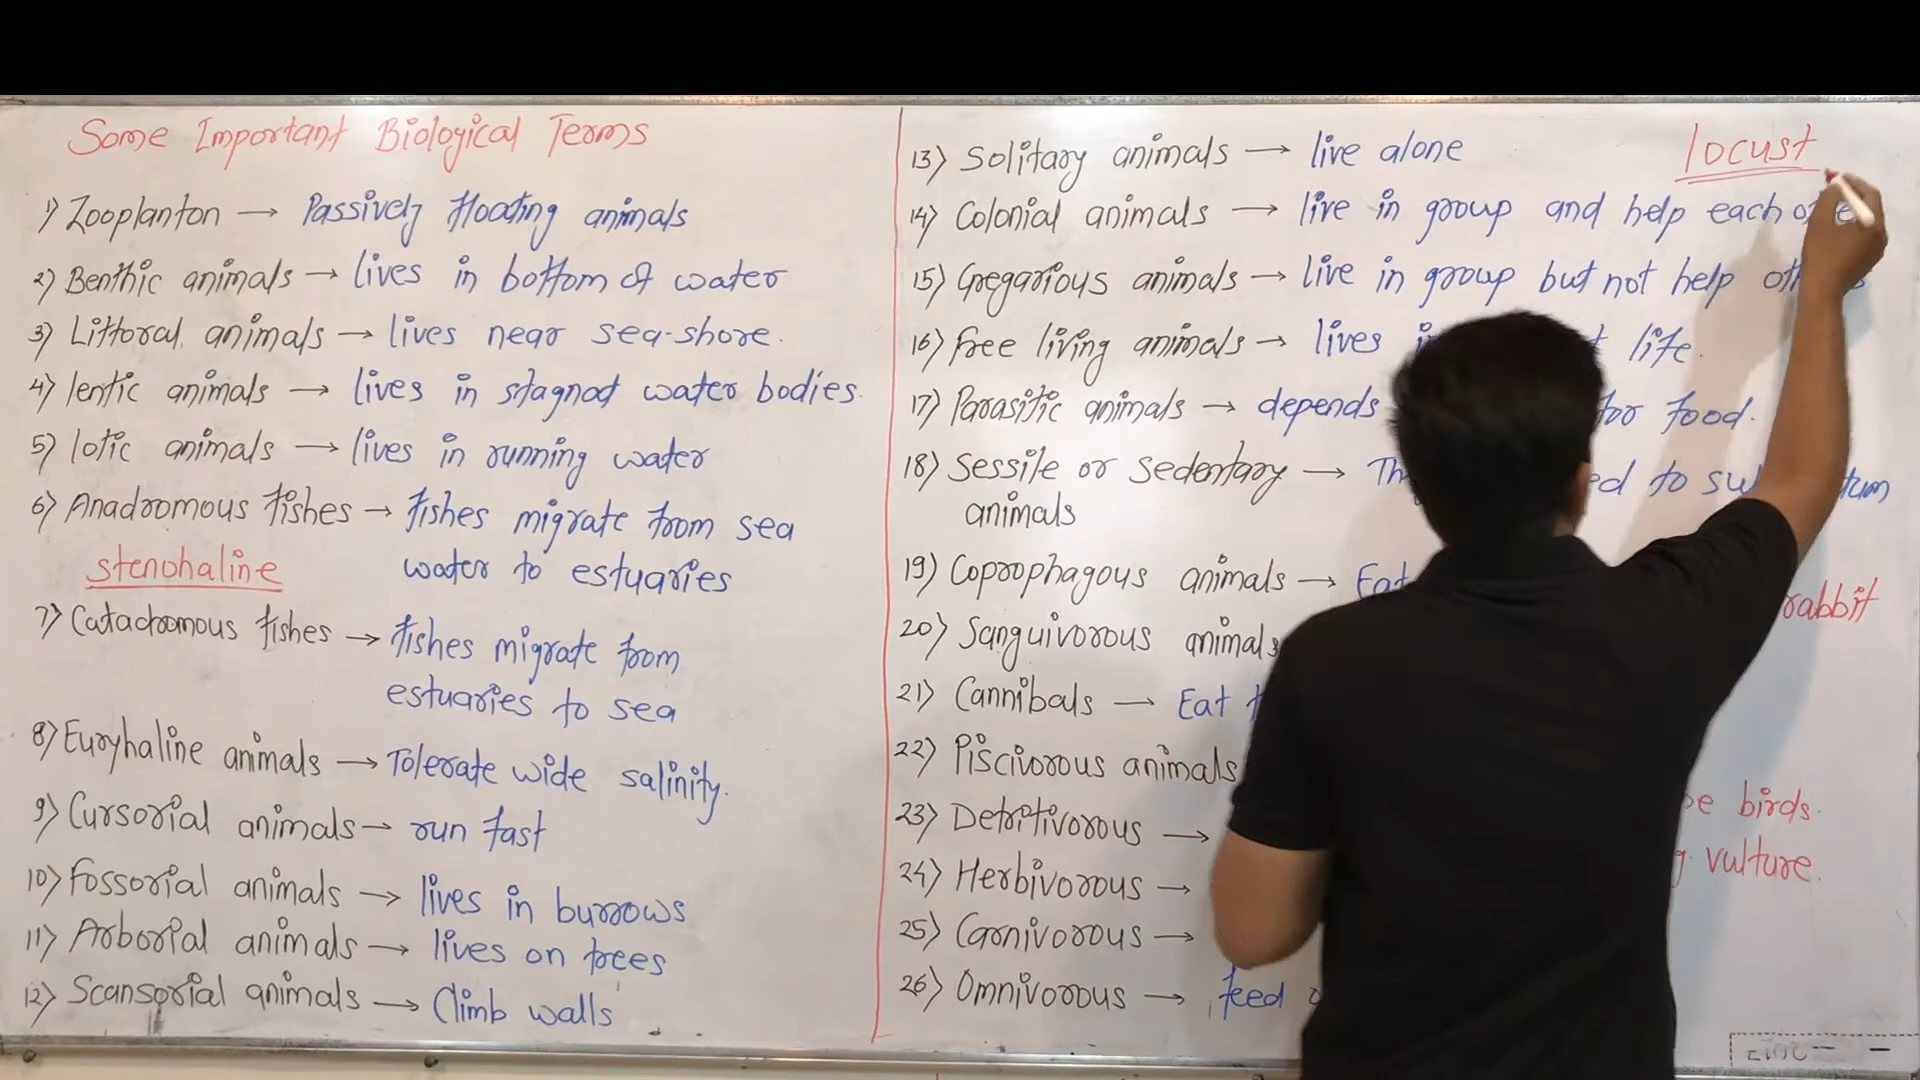 Some Important Biological Terms
1) Zooplanton → Passively floating animals
2) Benthic animals → lives in bottom of water
3) Littoral animals → lives near sea-shore.
4) lentic animals → lives in stagnat water bodies.
5) lotic animals → lives in running water
6) Anadromous fishes → fishes migrate from sea
stenohaline water to estuaries
7) Catadromous fishes → fishes migrate from
estuaries to sea
8) Euryhaline animals → Tolerate wide salinity.
9) Cursorial animals → run fast
10) Fossorial animals → lives in burrows
11) Arborial animals → lives on trees
12) Scansorial animals → Climb walls
13) Solitary animals → live alone
locust
14) Colonial animals → live in group and help each
15) Gregarious animals → live in group but not help
16) Free living animals → lives life.
17) Parasitic animals → depends for food.
18) Sessile or sedentary → to
animals
19) Coprophagous animals → Eat rabbit
20) Sanguivorous animals
21) Cannibals → Eat
22) Piscivorous animals
23) Detritivorous → birds.
24) Herbivorous → vulture.
25) Carnivorous →
26) Omnivorous → feed